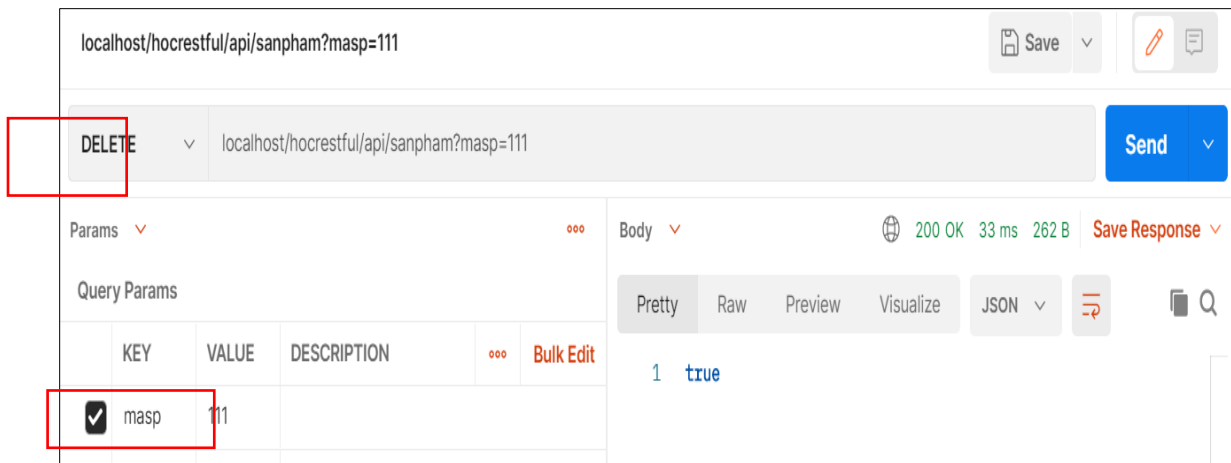 localhost/hocrestful/api/sanpham?masp=111 Save
DELETE localhost/hocrestful/api/sanpham?masp=111 Send
Params Body 200 OK 33 ms 262 B Save Response
Query Params
Pretty Raw Preview Visualize JSON
KEY VALUE DESCRIPTION Bulk Edit
1 true
masp 111